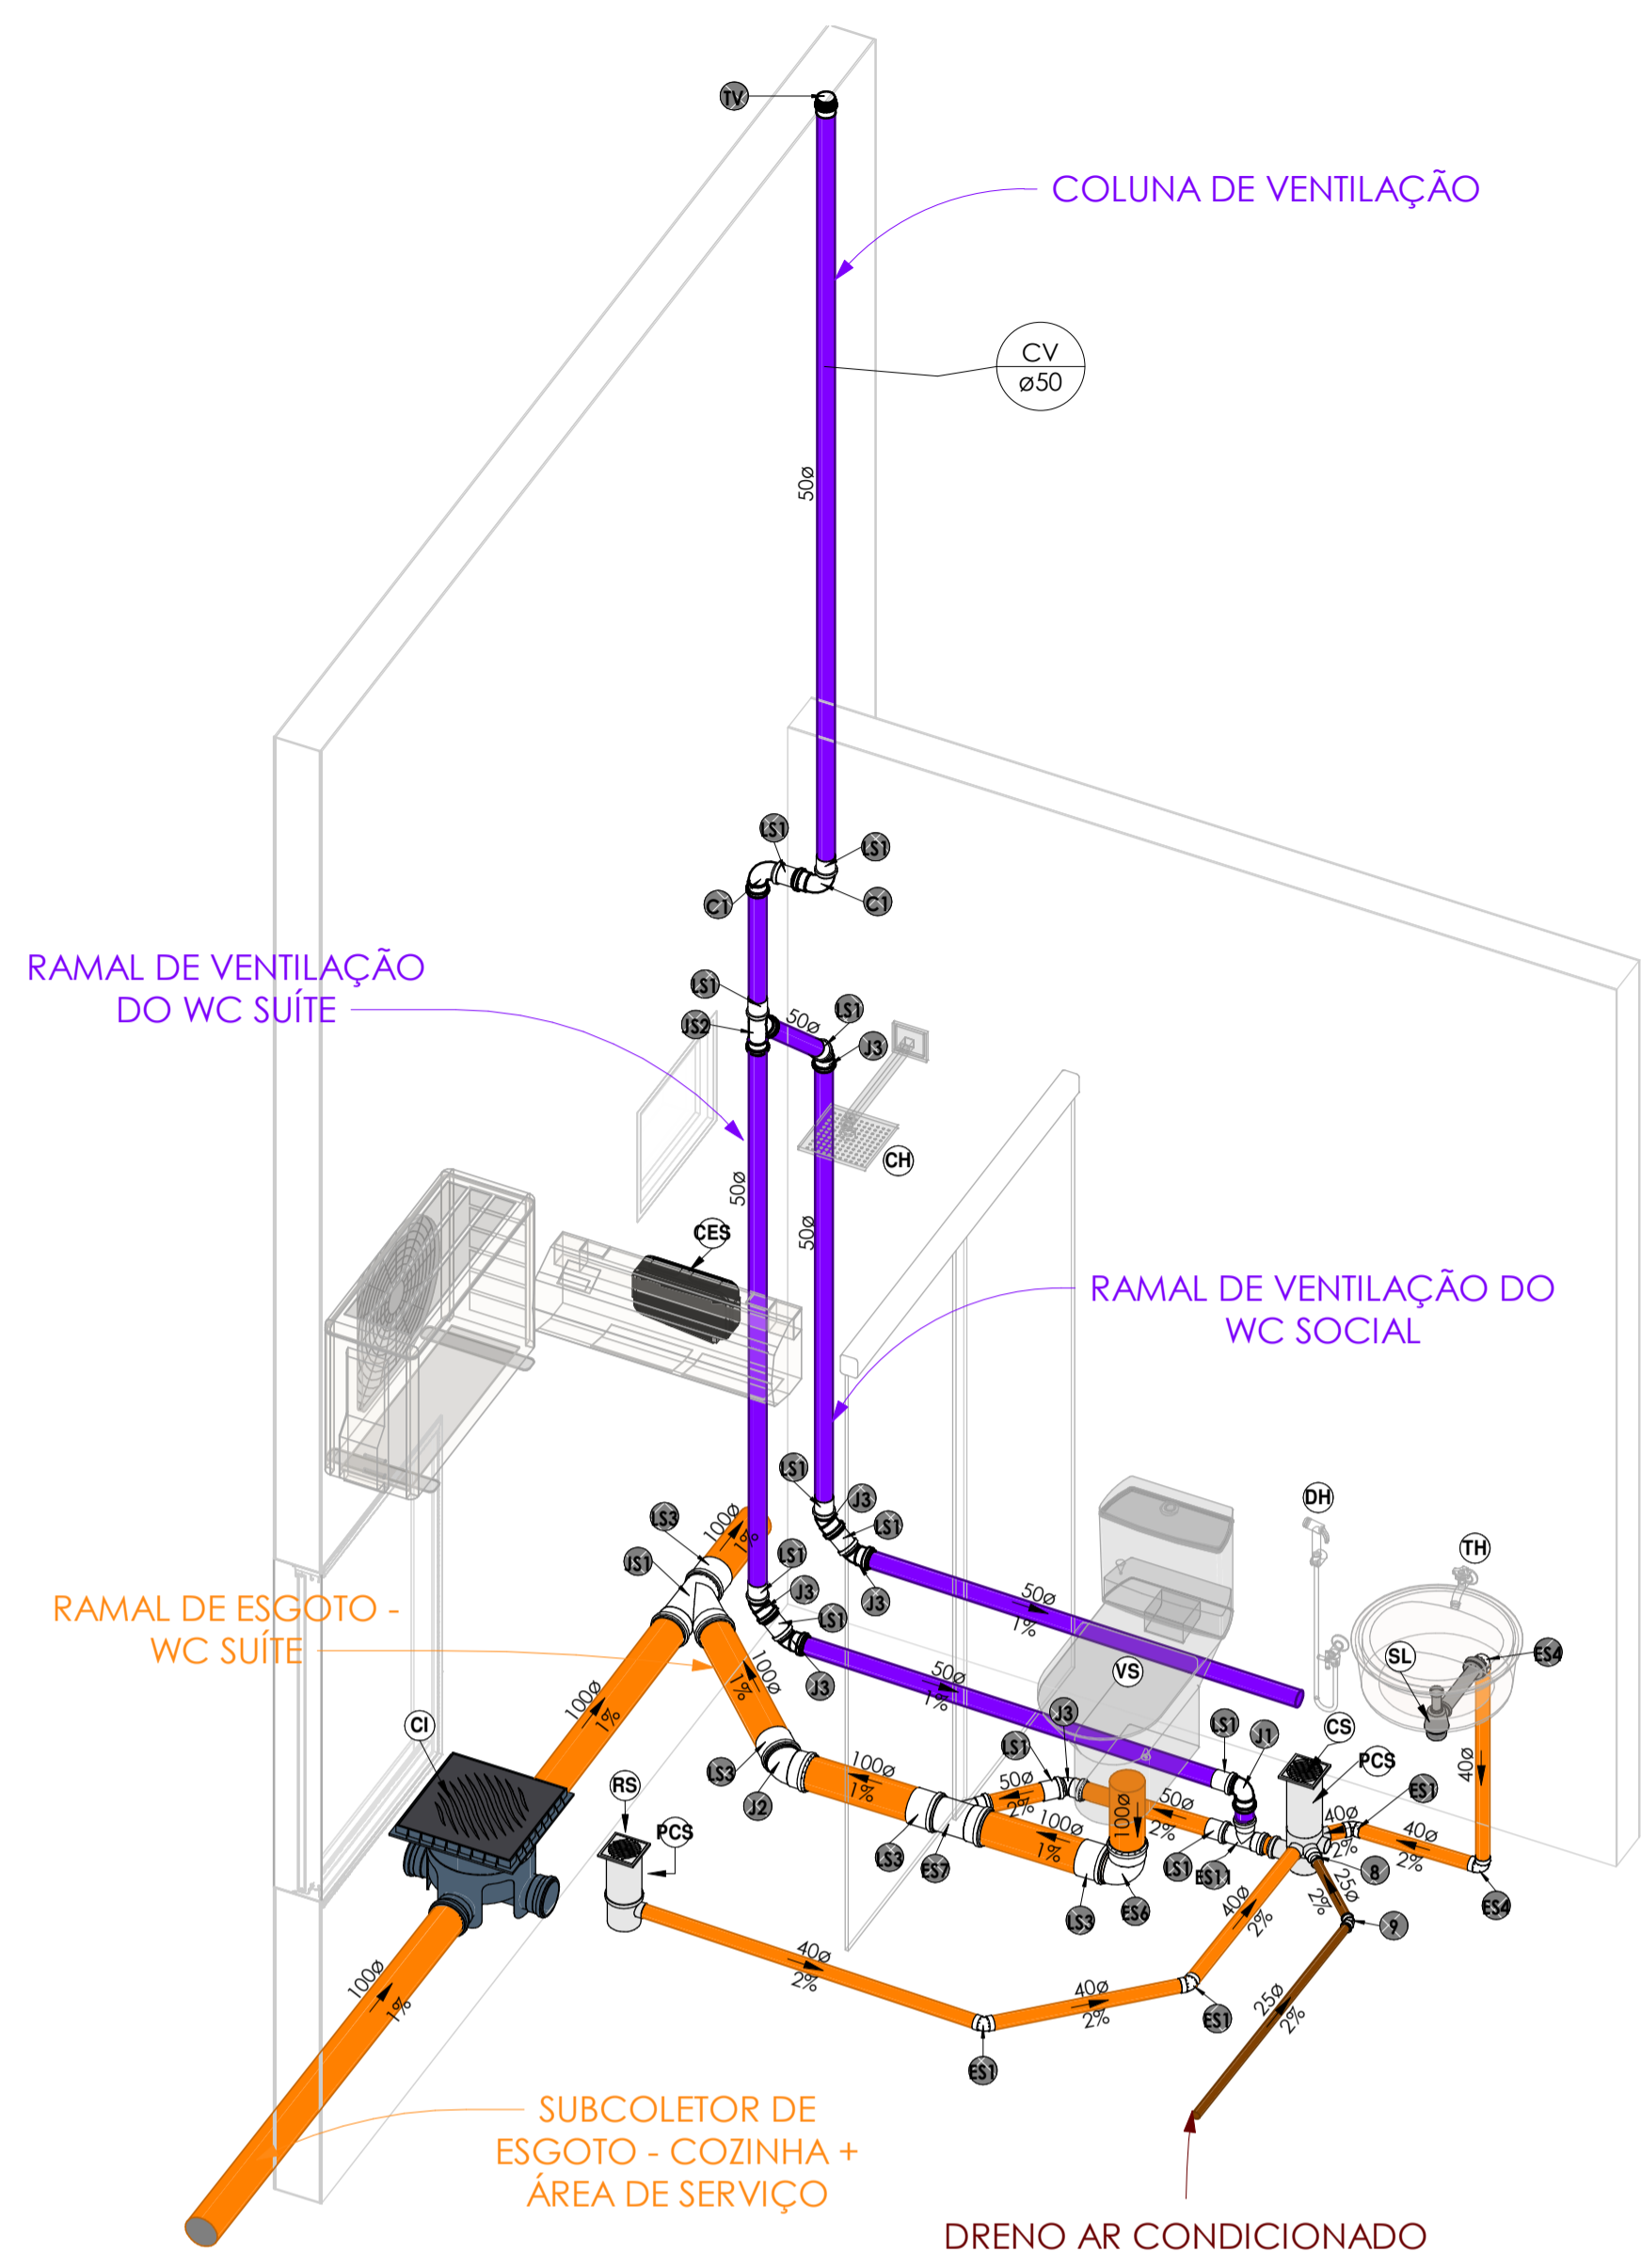 TV
COLUNA DE VENTILAÇÃO
CV
ø50
50ø
LS1
LS1
C1
C1
RAMAL DE VENTILAÇÃO
DO WC SUÍTE
LS1
JS2
50ø
LS1
J3
CH
50ø
50ø
CES
RAMAL DE VENTILAÇÃO DO
WC SOCIAL
LS1
J3
LS1
J3
LS3
100ø
1%
JS1
LS1
J3
LS1
J3
RAMAL DE ESGOTO -
WC SUÍTE
50ø
1%
50ø
1%
DH
TH
VS
SL
ES4
100ø
1%
100ø
1%
CI
LS3
J2
100ø
1%
LS1
J3
50ø
2%
LS1
J1
CS
PCS
ES1
40ø
RS
PCS
LS3
ES7
100ø
1%
100ø
50ø
2%
LS1
ES11
40ø
2%
40ø
2%
8
25ø
2%
ES4
LS3
ES6
9
40ø
2%
100ø
1%
40ø
2%
40ø
2%
ES1
ES1
25ø
2%
SUBCOLETOR DE
ESGOTO - COZINHA +
ÁREA DE SERVIÇO
DRENO AR CONDICIONADO